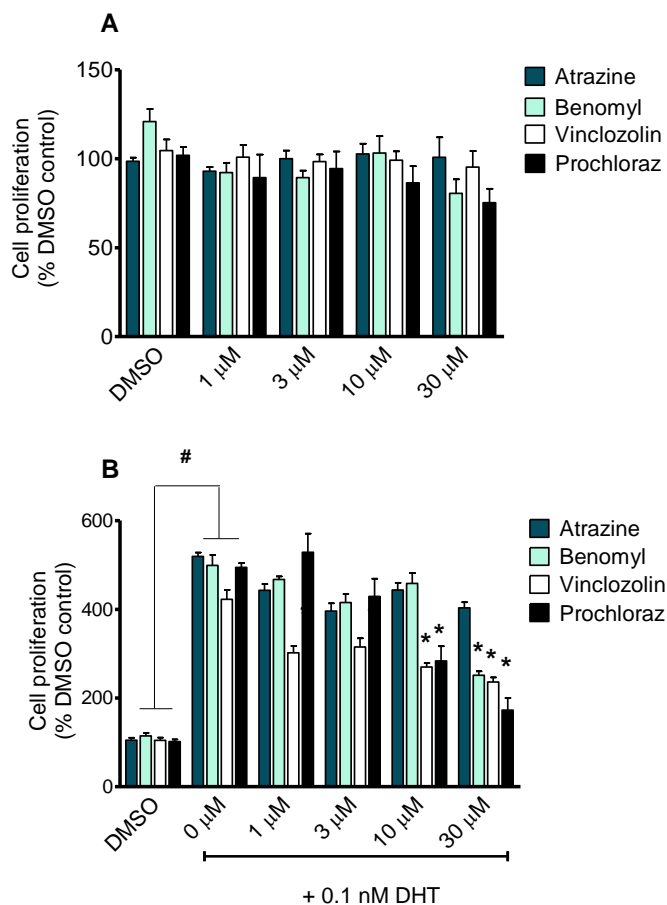 A
Cell proliferation
(% DMSO control)
150
100
50
0
DMSO
1 µM
3 µM
10 µM
30 µM
Atrazine
Benomyl
Vinclozolin
Prochloraz
B
#
Cell proliferation
(% DMSO control)
600
400
200
0
* *
* * *
DMSO
0 µM
1 µM
3 µM
10 µM
30 µM
+ 0.1 nM DHT
Atrazine
Benomyl
Vinclozolin
Prochloraz